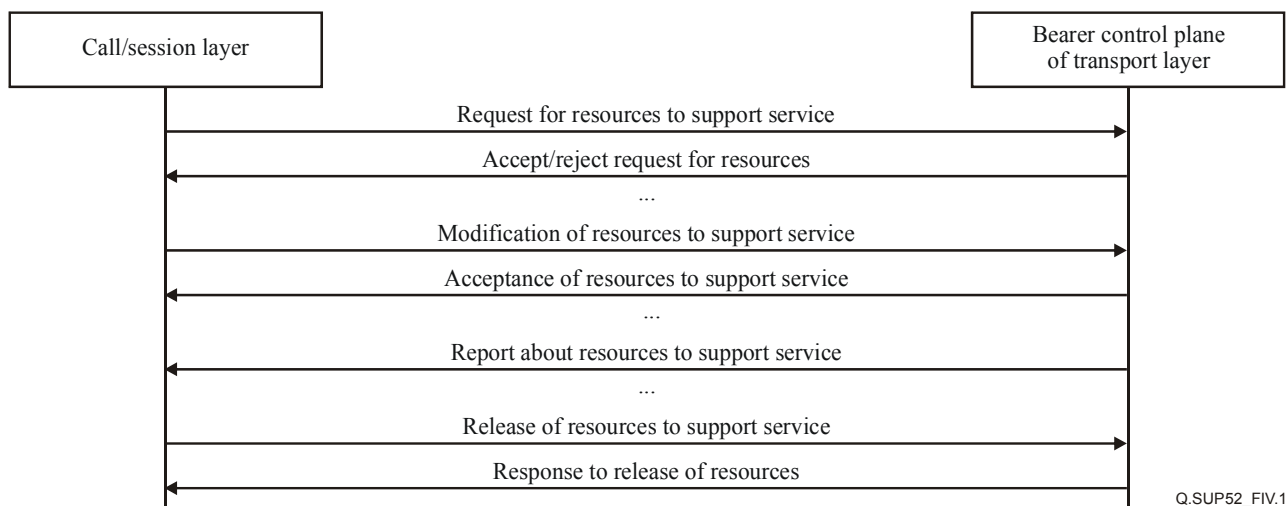 Call/session layer
Bearer control plane
of transport layer
Request for resources to support service
Accept/reject request for resources
...
Modification of resources to support service
Acceptance of resources to support service
...
Report about resources to support service
...
Release of resources to support service
Response to release of resources
Q.SUP52_FIV.1